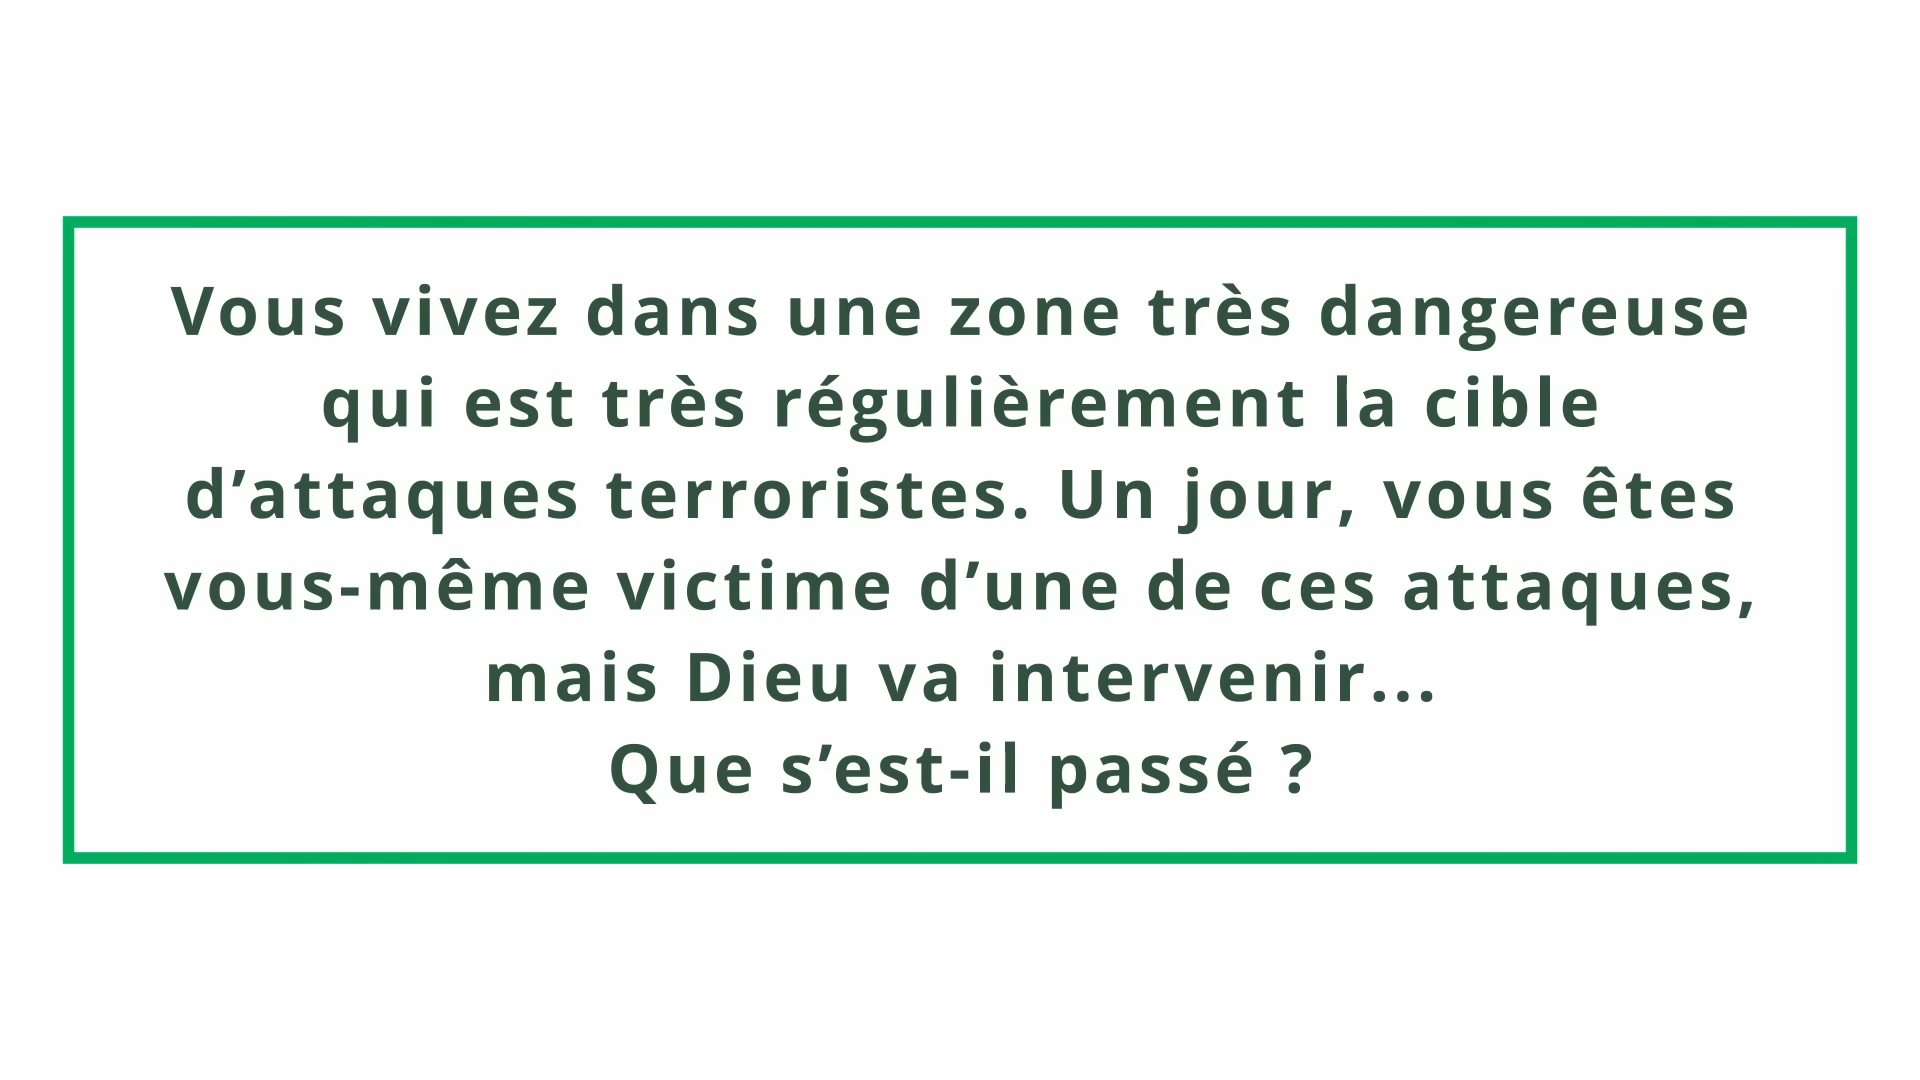 Vous vivez dans une zone très dangereuse
qui est très régulièrement la cible
d’attaques terroristes. Un jour, vous êtes
vous-même victime d’une de ces attaques,
mais Dieu va intervenir...
Que s’est-il passé ?